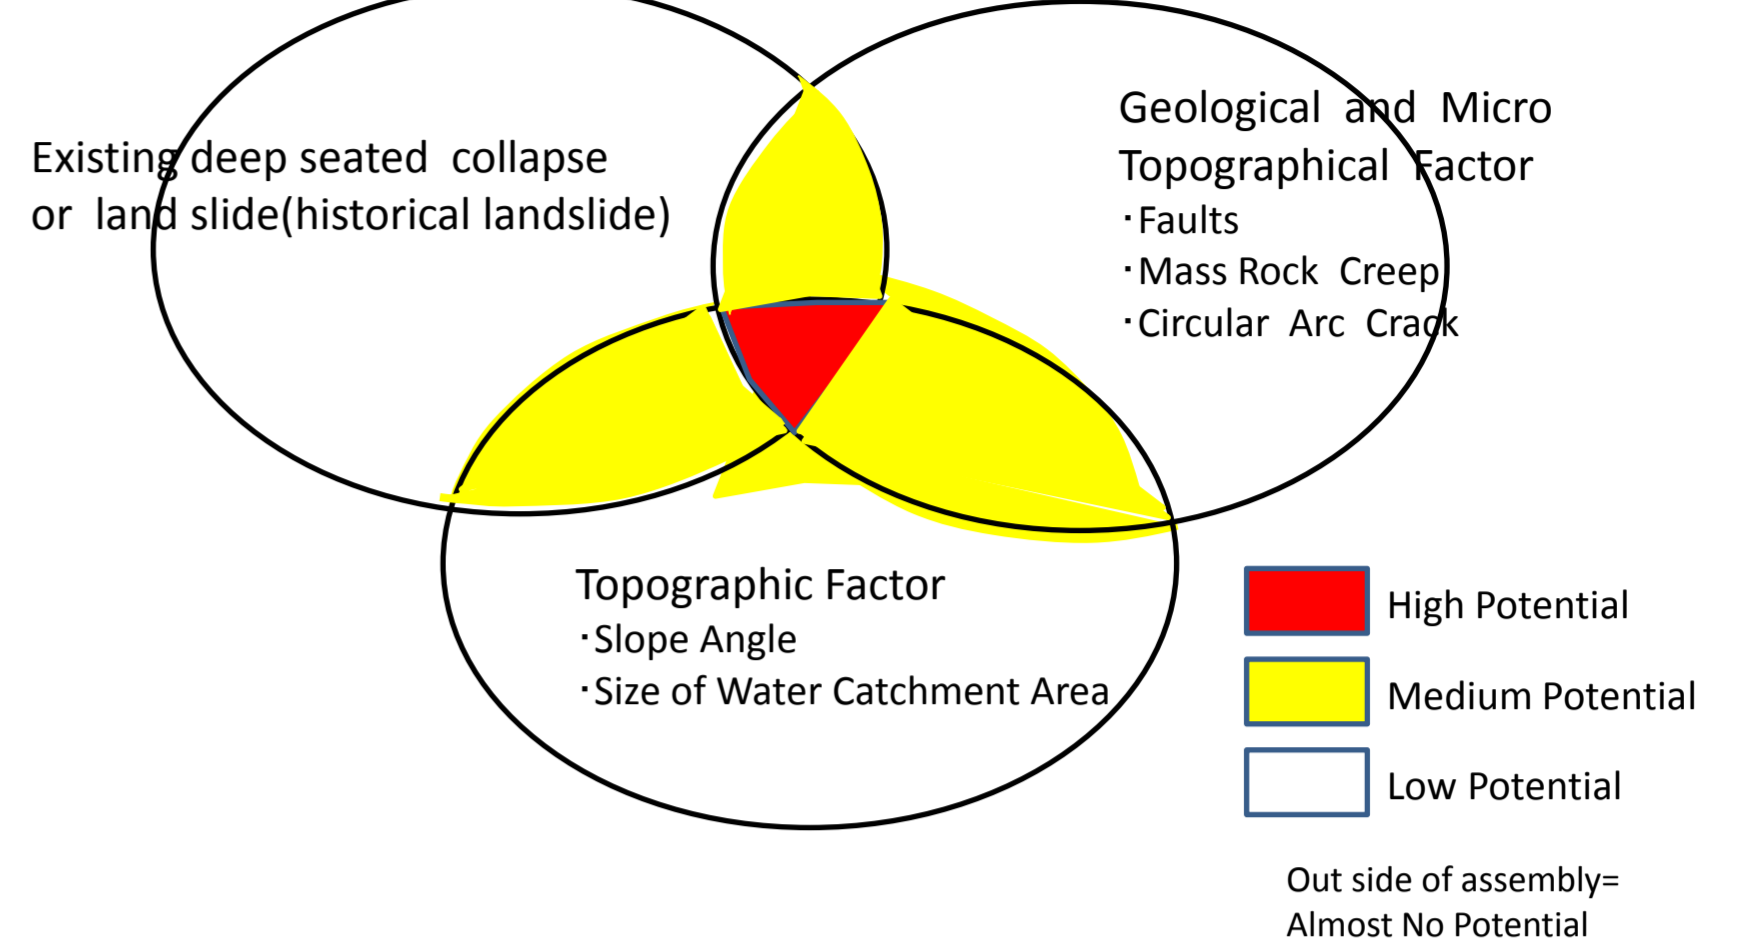 Existing deep seated collapse
or land slide(historical landslide)
Geological and Micro
Topographical Factor
･Faults
･Mass Rock Creep
･Circular Arc Crack
Topographic Factor
･Slope Angle
･Size of Water Catchment Area
High Potential
Medium Potential
Low Potential
Out side of assembly=
Almost No Potential